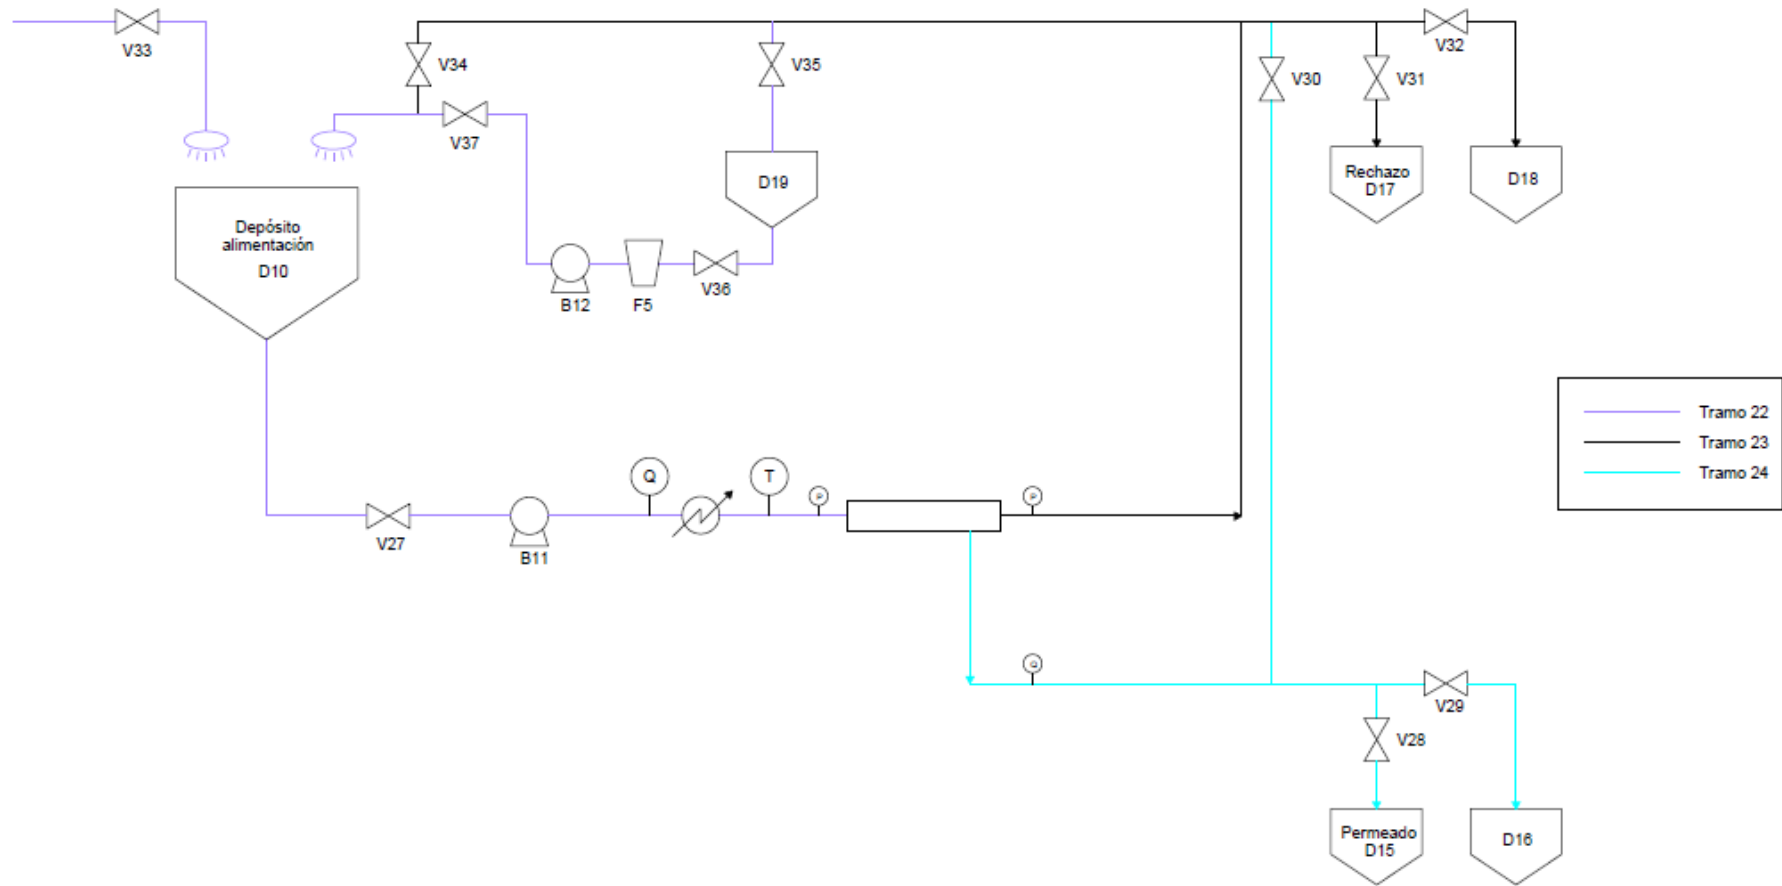 V33
V34
V35
V32
V30
V31
V37
Rechazo
D17
D18
D19
Depósito
alimentación
D10
V36
B12
F5
Tramo 22
Tramo 23
Tramo 24
Q
T
P
P
V27
B11
Q
V29
V28
Permeado
D15
D16